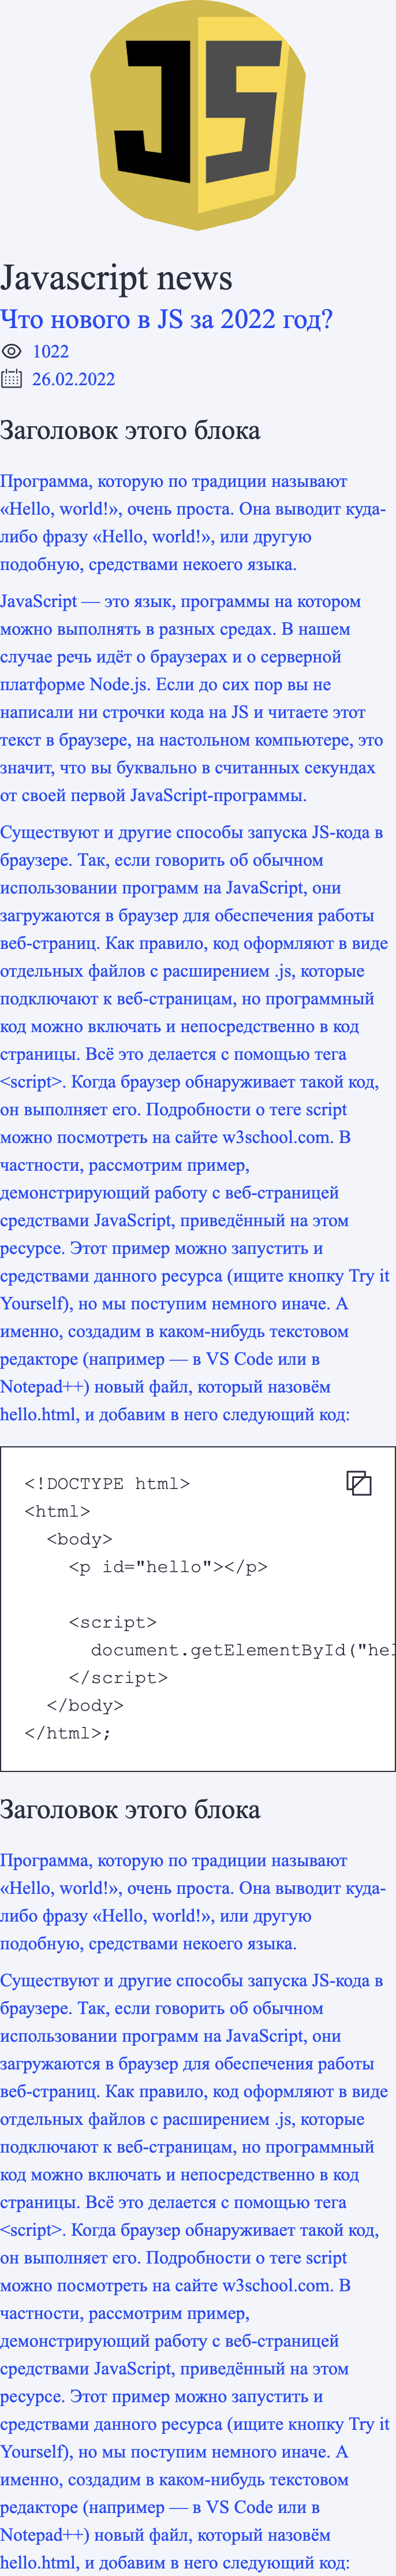 JS
Javascript news
Что нового в JS за 2022 год?
1022
26.02.2022
Заголовок этого блока
Программа, которую по традиции называют
«Hello, world!», очень проста. Она выводит куда-
либо фразу «Hello, world!», или другую
подобную, средствами некоего языка.
JavaScript — это язык, программы на котором
можно выполнять в разных средах. В нашем
случае речь идёт о браузерах и о серверной
платформе Node.js. Если до сих пор вы не
написали ни строчки кода на JS и читаете этот
текст в браузере, на настольном компьютере, это
значит, что вы буквально в считанных секундах
от своей первой JavaScript-программы.
Существуют и другие способы запуска JS-кода в
браузере. Так, если говорить об обычном
использовании программ на JavaScript, они
загружаются в браузер для обеспечения работы
веб-страниц. Как правило, код оформляют в виде
отдельных файлов с расширением .js, которые
подключают к веб-страницам, но программный
код можно включать и непосредственно в код
страницы. Всё это делается с помощью тега
<script>. Когда браузер обнаруживает такой код,
он выполняет его. Подробности о теге script
можно посмотреть на сайте w3school.com. В
частности, рассмотрим пример,
демонстрирующий работу с веб-страницей
средствами JavaScript, приведённый на этом
ресурсе. Этот пример можно запустить и
средствами данного ресурса (ищите кнопку Try it
Yourself), но мы поступим немного иначе. А
именно, создадим в каком-нибудь текстовом
редакторе (например — в VS Code или в
Notepad++) новый файл, который назовём
hello.html, и добавим в него следующий код:
<!DOCTYPE html>
<html>
<body>
<p id="hello"></p>
<script>
document.getElementById("hel
</script>
</body>
</html>;
Заголовок этого блока
Программа, которую по традиции называют
«Hello, world!», очень проста. Она выводит куда-
либо фразу «Hello, world!», или другую
подобную, средствами некоего языка.
Существуют и другие способы запуска JS-кода в
браузере. Так, если говорить об обычном
использовании программ на JavaScript, они
загружаются в браузер для обеспечения работы
веб-страниц. Как правило, код оформляют в виде
отдельных файлов с расширением .js, которые
подключают к веб-страницам, но программный
код можно включать и непосредственно в код
страницы. Всё это делается с помощью тега
<script>. Когда браузер обнаруживает такой код,
он выполняет его. Подробности о теге script
можно посмотреть на сайте w3school.com. В
частности, рассмотрим пример,
демонстрирующий работу с веб-страницей
средствами JavaScript, приведённый на этом
ресурсе. Этот пример можно запустить и
средствами данного ресурса (ищите кнопку Try it
Yourself), но мы поступим немного иначе. А
именно, создадим в каком-нибудь текстовом
редакторе (например — в VS Code или в
Notepad++) новый файл, который назовём
hello.html, и добавим в него следующий код: